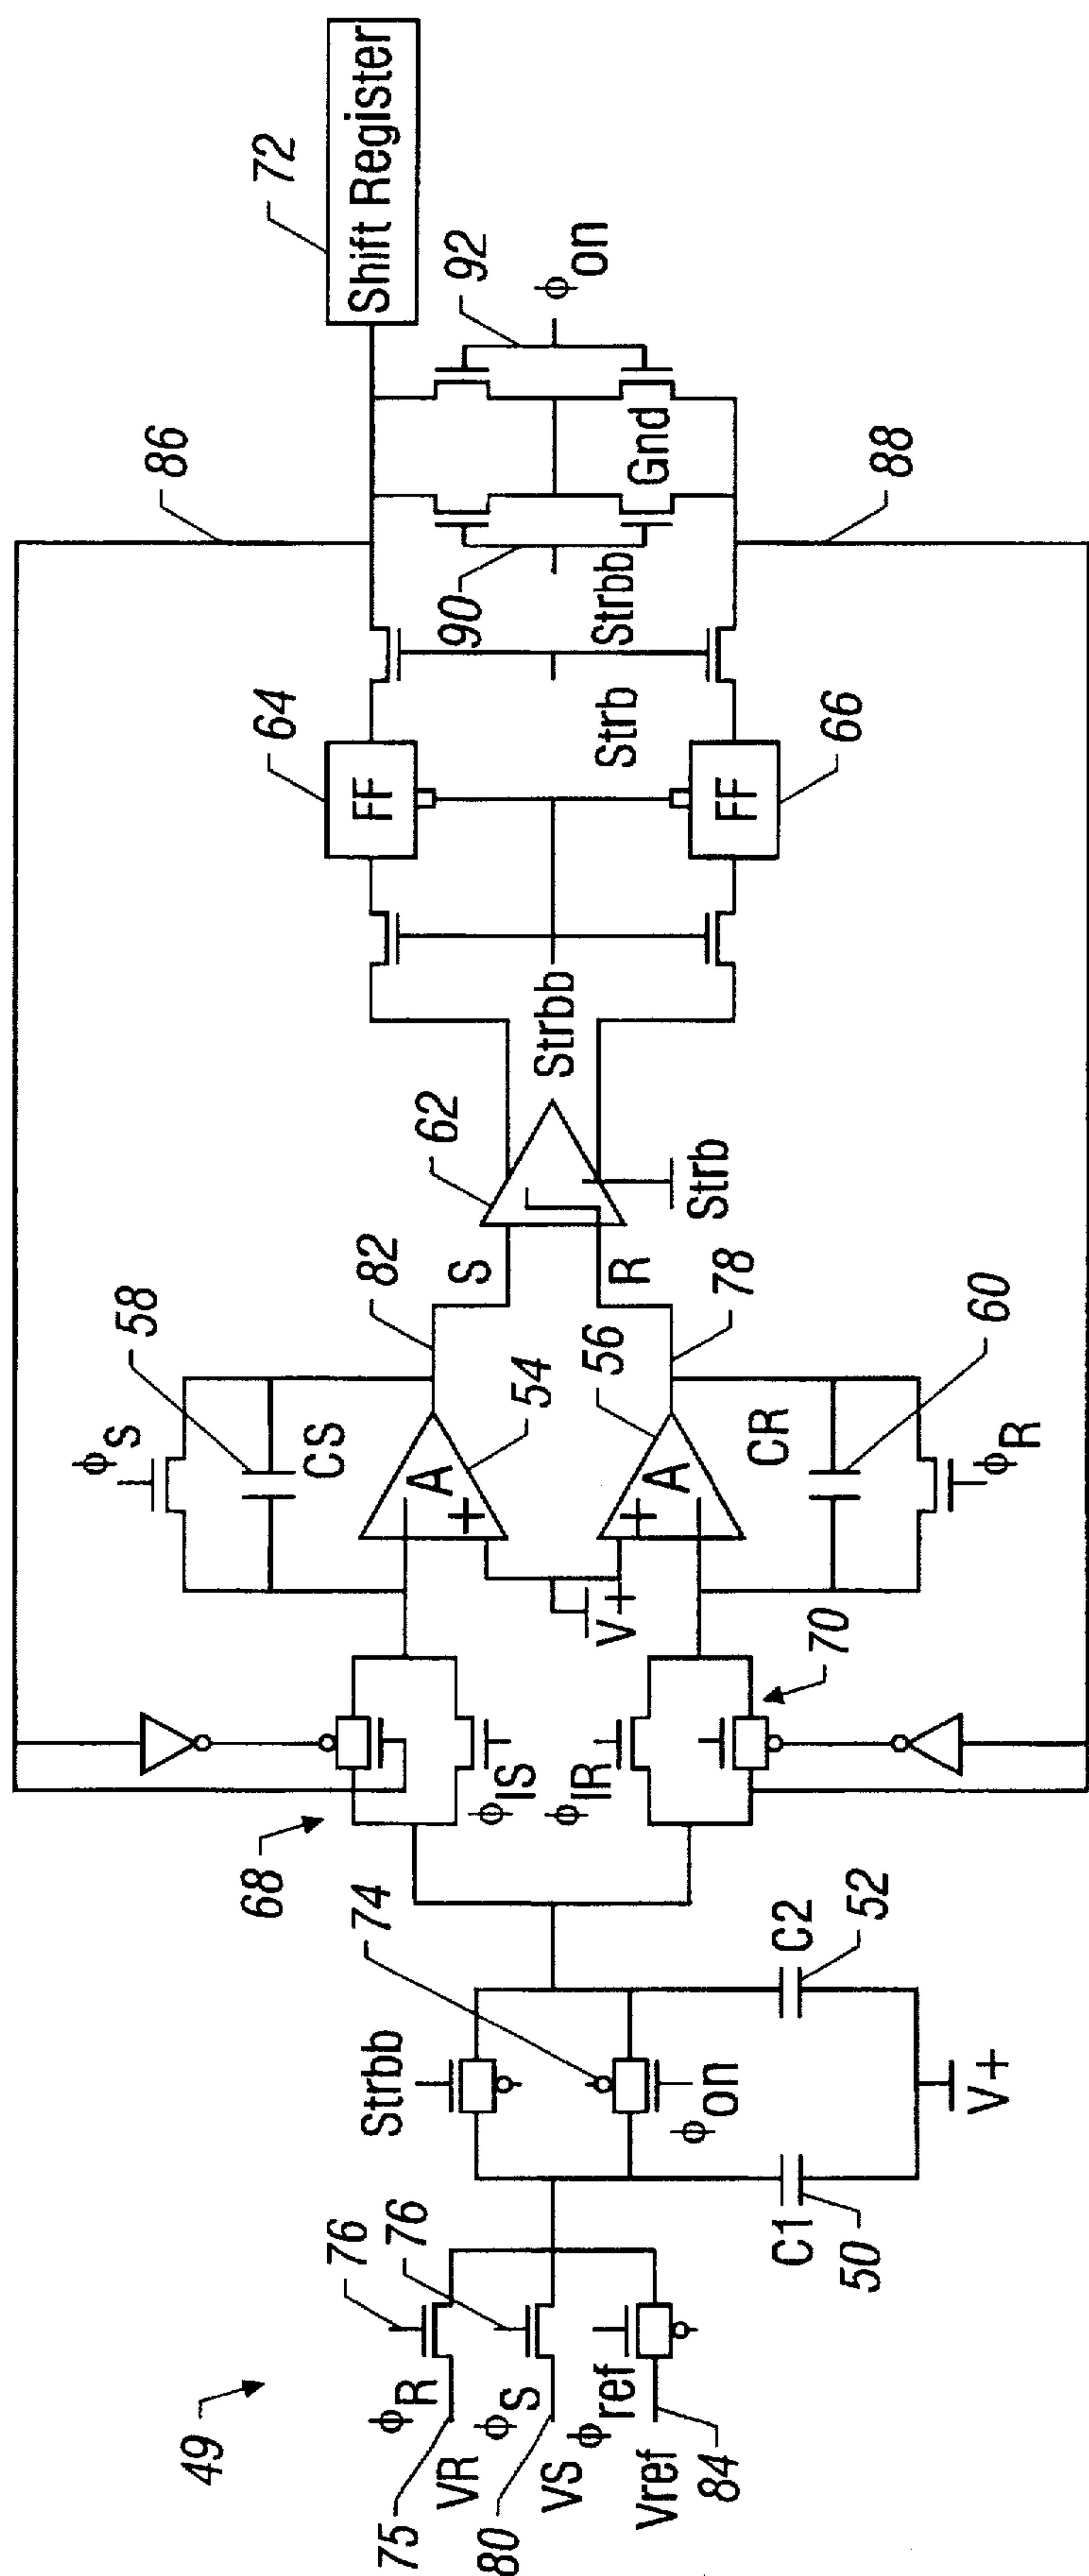 49
75
ϕR
VR
76
80
ϕS
VS
76
ϕref
Vref
84
Strbb
74
ϕon
C1
50
C2
52
V+
68
ϕIS
ϕIR
70
ϕS
58
CS
A
+
54
82
V+
+
A
56
78
CR
60
ϕR
S
R
62
Strb
Strbb
64
FF
FF
66
Strb
86
90
Strbb
Gnd
92
ϕon
88
72
Shift Register